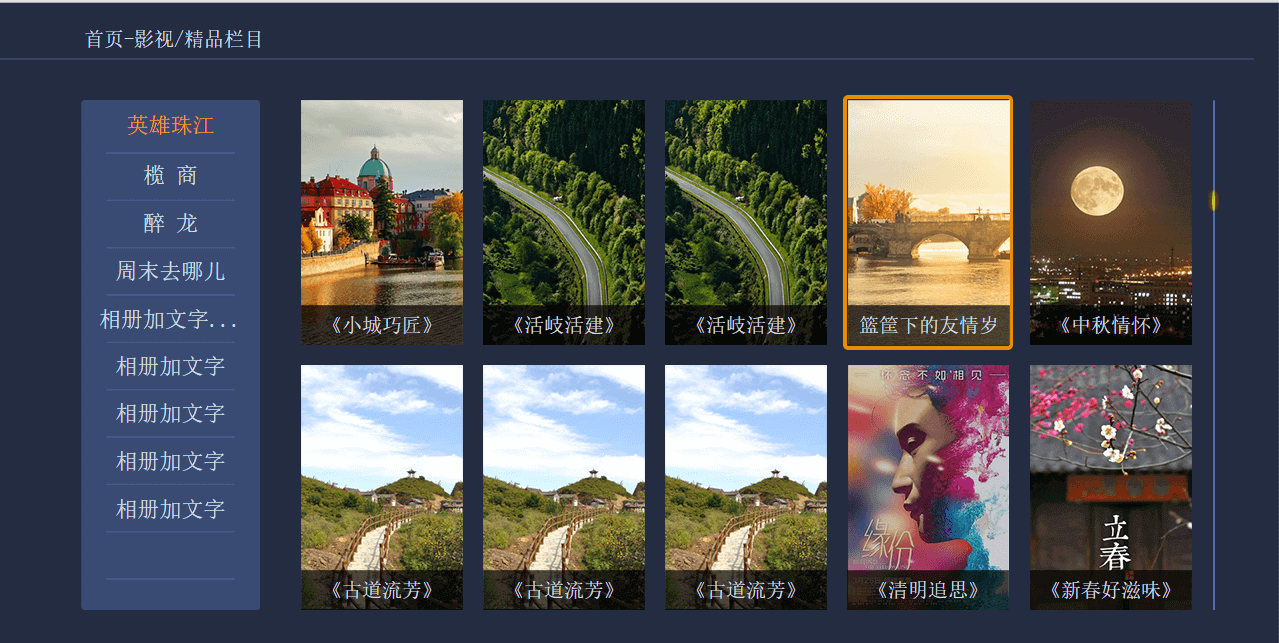 首页-影视/精品栏目
英雄珠江
榄 商
醉 龙
周末去哪儿
相册加文字...
相册加文字
相册加文字
相册加文字
相册加文字
《小城巧匠》
《活岐活建》
《活岐活建》
篮筐下的友情岁
《中秋情怀》
怀念不如相见
缘份
立春
《古道流芳》
《古道流芳》
《古道流芳》
《清明追思》
《新春好滋味》